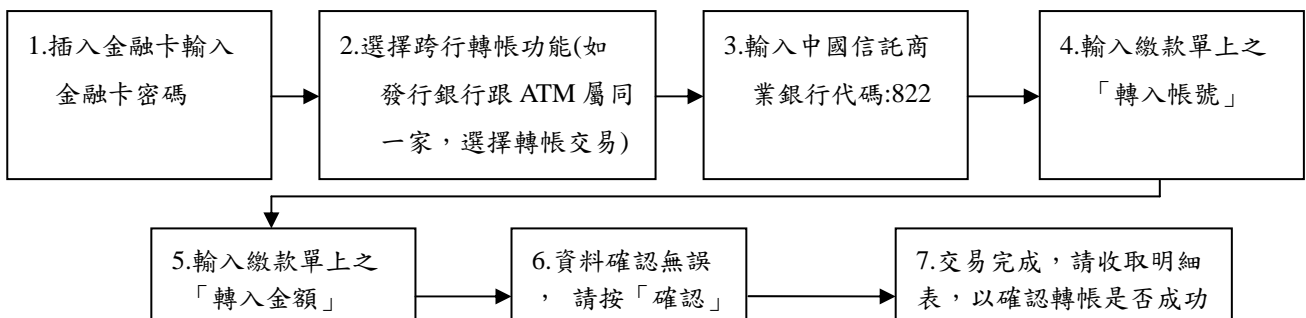 1.插入金融卡輸入
金融卡密碼
2.選擇跨行轉帳功能(如
發行銀行跟 ATM 屬同
一家，選擇轉帳交易)
3.輸入中國信託商
業銀行代碼:822
4.輸入繳款單上之
「轉入帳號」
5.輸入繳款單上之
「轉入金額」
6.資料確認無誤
， 請按「確認」
7.交易完成，請收取明細
表，以確認轉帳是否成功